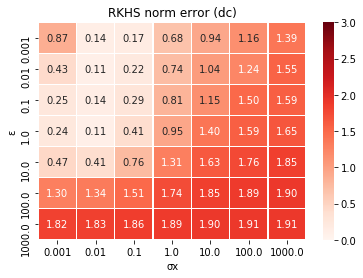 RKHS norm error (dc)
ε
0.001 0.87 0.14 0.17 0.68 0.94 1.16 1.39
0.01 0.43 0.11 0.22 0.74 1.04 1.24 1.55
0.1 0.25 0.14 0.29 0.81 1.15 1.50 1.59
1.0 0.24 0.11 0.41 0.95 1.40 1.59 1.65
10.0 0.47 0.41 0.76 1.31 1.63 1.76 1.85
100.0 1.30 1.34 1.51 1.74 1.85 1.89 1.90
1000.0 1.82 1.83 1.86 1.89 1.90 1.91 1.91
0.001 0.01 0.1 1.0 10.0 100.0 1000.0
σx
3.0
2.5
2.0
1.5
1.0
0.5
0.0